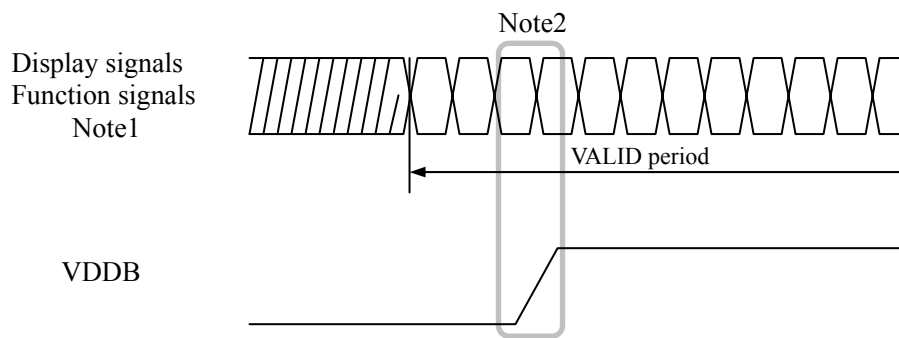 Note2
Display signals
Function signals
Note1
VALID period
VDDB